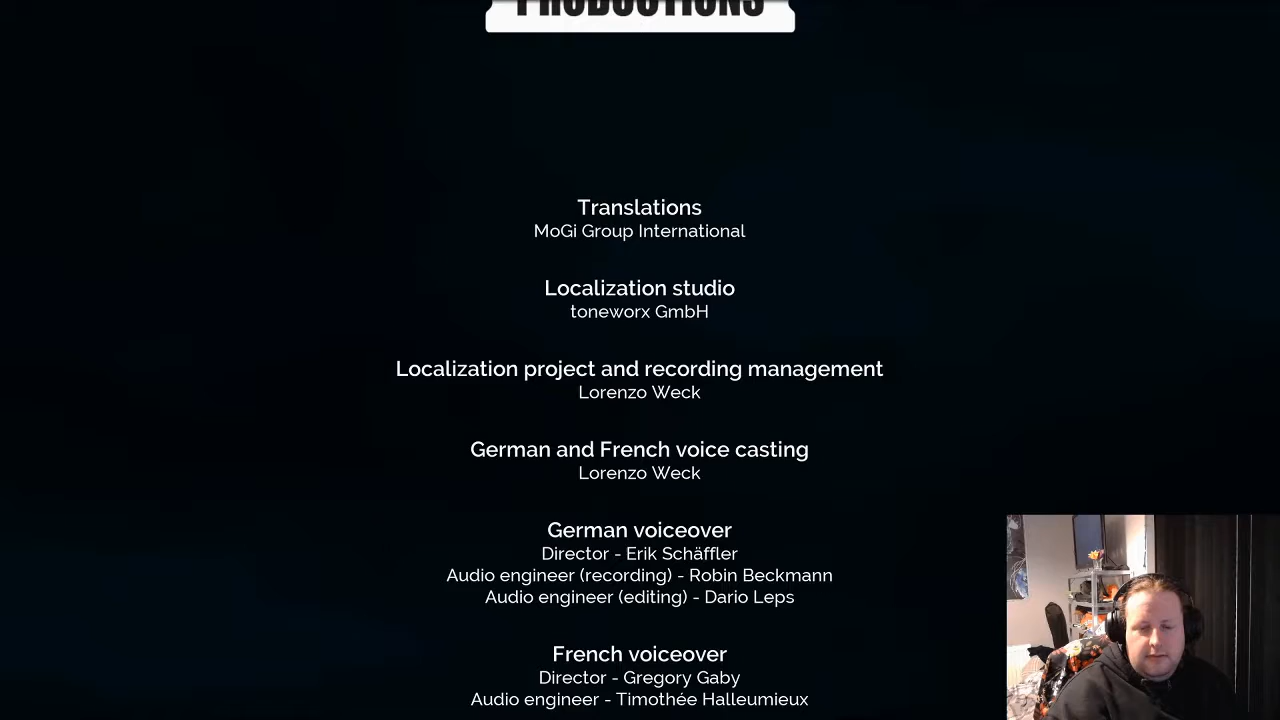 PRODUCTIONS
Translations
MoGi Group International
Localization studio
toneworx GmbH
Localization project and recording management
Lorenzo Weck
German and French voice casting
Lorenzo Weck
German voiceover
Director - Erik Schäffler
Audio engineer (recording) - Robin Beckmann
Audio engineer (editing) - Dario Leps
French voiceover
Director - Gregory Gaby
Audio engineer - Timothée Halleumieux